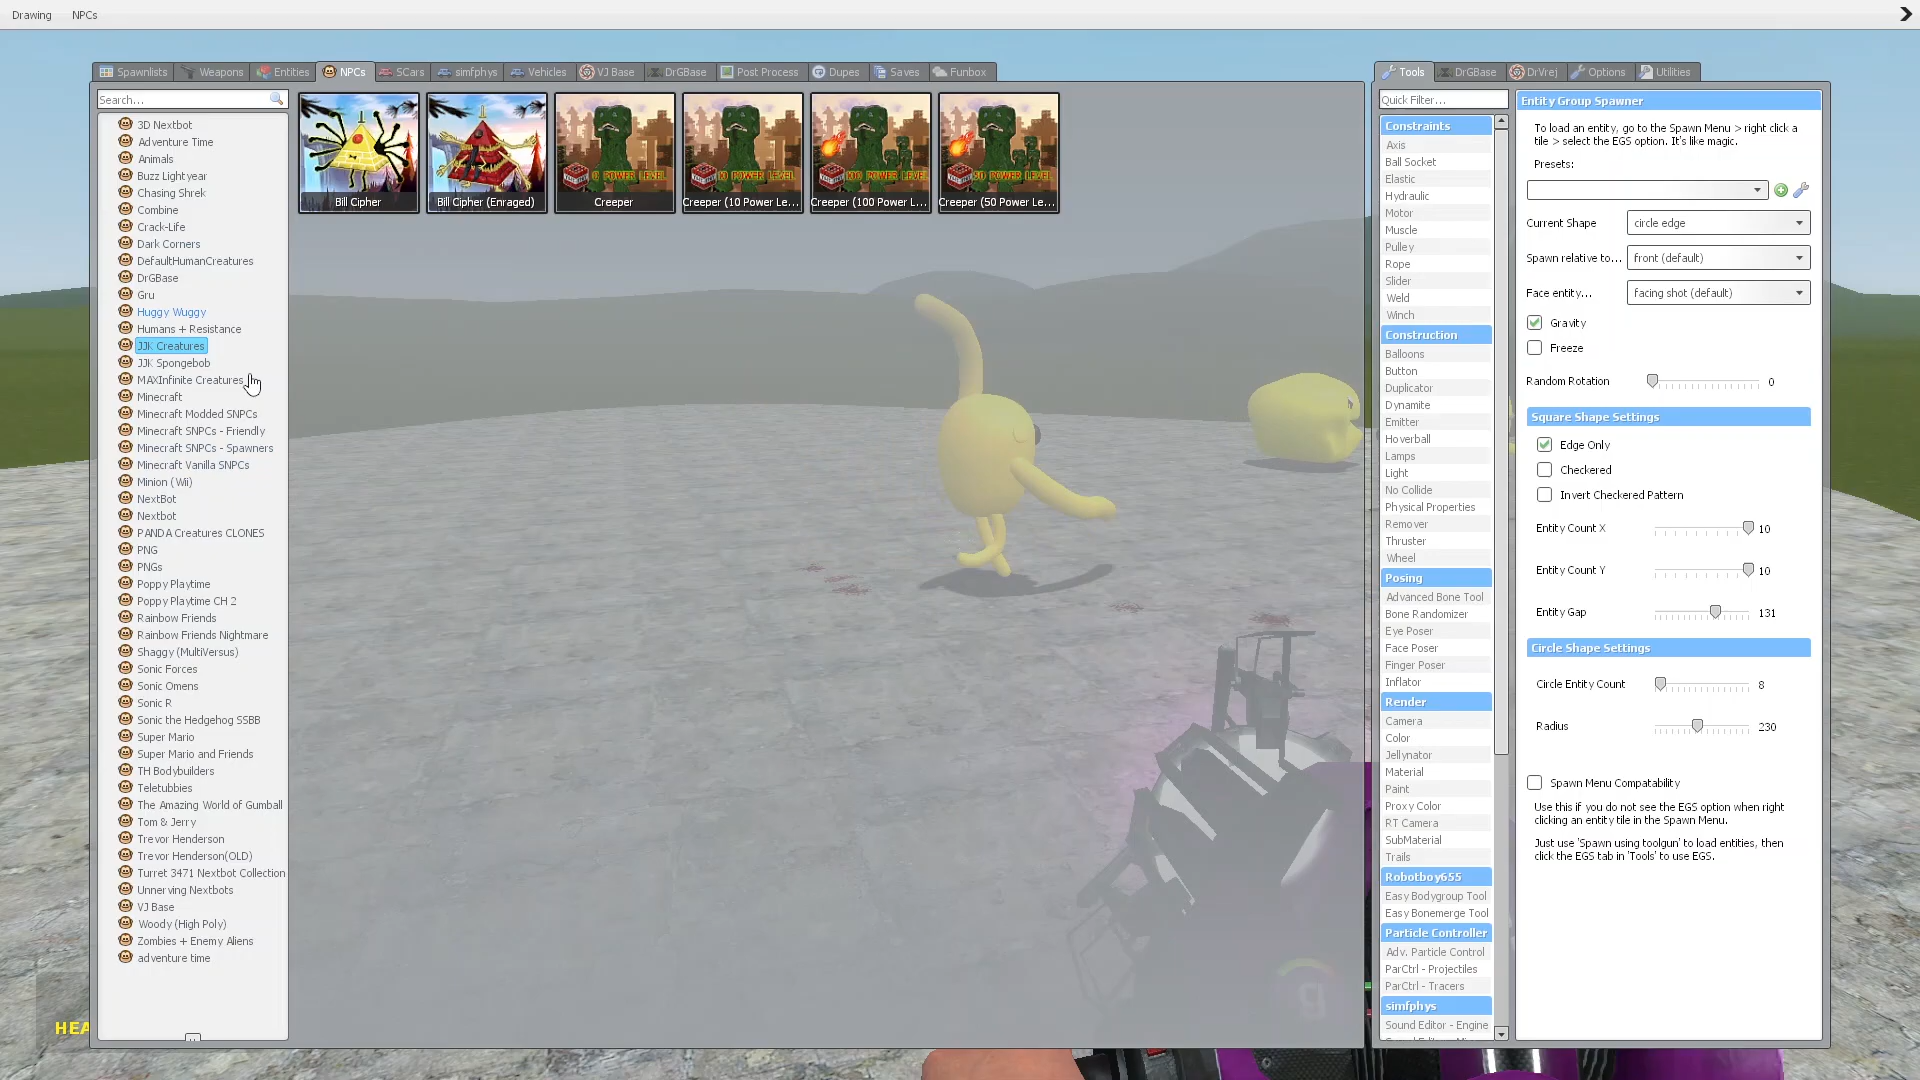 Drawing NPCs
Spawnlists Weapons Entities NPCs SCars simfphys Vehicles VJ Base DrGBase Post Process Dupes Saves Funbox
Search...
3D Nextbot
Adventure Time
Animals
Buzz Lightyear
Chasing Shrek
Combine
Crack-Life
Dark Corners
DefaultHumanCreatures
DrGBase
Gru
Huggy Wuggy
Humans + Resistance
JJK Creatures
JJK Spongebob
MAXInfinite Creatures
Minecraft
Minecraft Modded SNPCs
Minecraft SNPCs - Friendly
Minecraft SNPCs - Spawners
Minecraft Vanilla SNPCs
Minion (Wii)
NextBot
Nextbot
PANDA Creatures CLONES
PNG
PNGs
Poppy Playtime
Poppy Playtime CH 2
Rainbow Friends
Rainbow Friends Nightmare
Shaggy (MultiVersus)
Sonic Forces
Sonic Omens
Sonic R
Sonic the Hedgehog SSBB
Super Mario
Super Mario and Friends
TH Bodybuilders
Teletubbies
The Amazing World of Gumball
Tom & Jerry
Trevor Henderson
Trevor Henderson(OLD)
Turret 3471 Nextbot Collection
Unnerving Nextbots
VJ Base
Woody (High Poly)
Zombies + Enemy Aliens
adventure time
0 POWER LEVEL 10 POWER LEVEL 100 POWER LEVEL 50 POWER LEVEL
Bill Cipher Bill Cipher (Enraged) Creeper Creeper (10 Power Le... Creeper (100 Power L... Creeper (50 Power Le...
HEA
Tools DrGBase DrVrej Options Utilities
Quick Filter...
Constraints
Axis
Ball Socket
Elastic
Hydraulic
Motor
Muscle
Pulley
Rope
Slider
Weld
Winch
Construction
Balloons
Button
Duplicator
Dynamite
Emitter
Hoverball
Lamps
Light
No Collide
Physical Properties
Remover
Thruster
Wheel
Posing
Advanced Bone Tool
Bone Randomizer
Eye Poser
Face Poser
Finger Poser
Inflator
Render
Camera
Color
Jellynator
Material
Paint
Proxy Color
RT Camera
SubMaterial
Trails
Robotboy655
Easy Bodygroup Tool
Easy Bonemerge Tool
Particle Controller
Adv. Particle Control
ParCtrl - Projectiles
ParCtrl - Tracers
simfphys
Sound Editor - Engine
Entity Group Spawner
To load an entity, go to the Spawn Menu > right click a
tile > select the EGS option. It's like magic.
Presets:
Current Shape circle edge
Spawn relative to... front (default)
Face entity... facing shot (default)
Gravity
Freeze
Random Rotation 0
Square Shape Settings
Edge Only
Checkered
Invert Checkered Pattern
Entity Count X 10
Entity Count Y 10
Entity Gap 131
Circle Shape Settings
Circle Entity Count 8
Radius 230
Spawn Menu Compatability
Use this if you do not see the EGS option when right
clicking an entity tile in the Spawn Menu.
Just use 'Spawn using toolgun' to load entities, then
click the EGS tab in 'Tools' to use EGS.